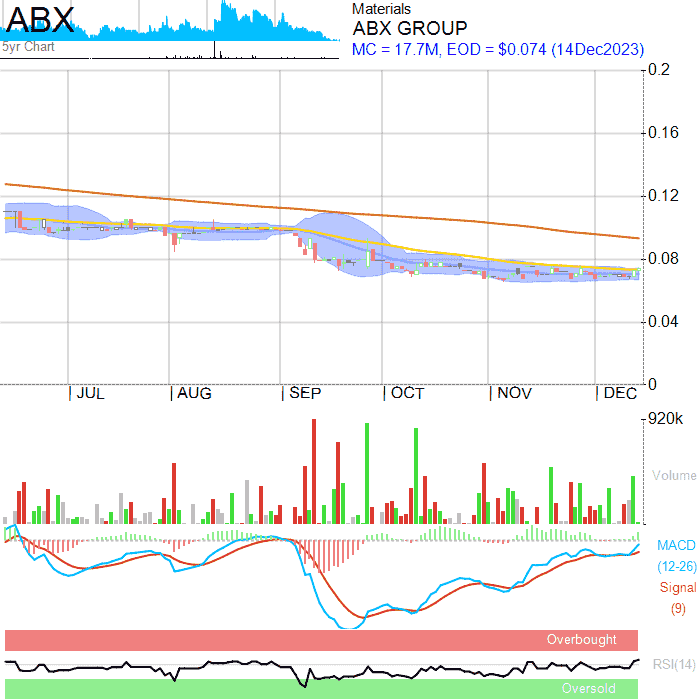 ABX
5yr Chart
Materials
ABX GROUP
MC = 17.7M, EOD = $0.074 (14Dec2023)
0.2
0.16
0.12
0.08
0.04
0
JUL AUG SEP OCT NOV DEC
920k
Volume
MACD
(12-26)
Signal
(9)
Overbought
RSI(14)
Oversold